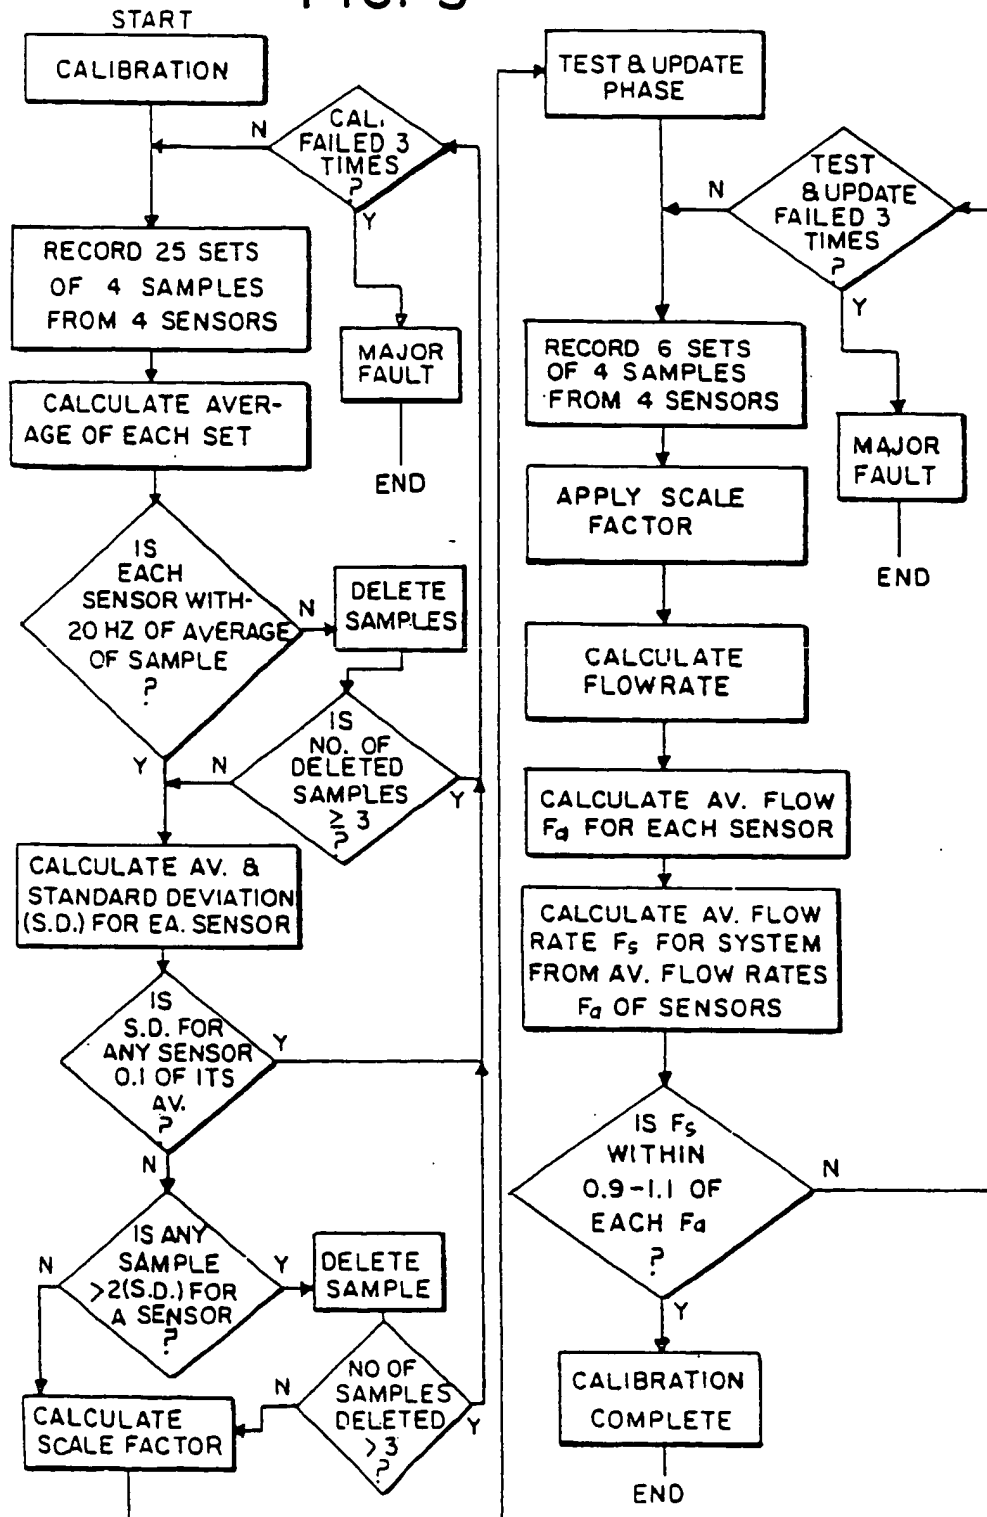 START
CALIBRATION
N
CAL.
FAILED 3
TIMES
?
Y
RECORD 25 SETS
OF 4 SAMPLES
FROM 4 SENSORS
MAJOR
FAULT
END
CALCULATE AVER-
AGE OF EACH SET
IS
EACH
SENSOR WITH-
20 HZ OF AVERAGE
OF SAMPLE
?
N
DELETE
SAMPLES
Y
N
IS
NO. OF
DELETED
SAMPLES
≥ 3
?
Y
CALCULATE AV. &
STANDARD DEVIATION
(S.D.) FOR EA. SENSOR
IS
S.D. FOR
ANY SENSOR
0.1 OF ITS
AV.
?
Y
N
IS ANY
SAMPLE
>2(S.D.) FOR
A SENSOR
?
N
Y
DELETE
SAMPLE
NO OF
SAMPLES
DELETED
>3
?
N
Y
CALCULATE
SCALE FACTOR
TEST & UPDATE
PHASE
N
TEST
& UPDATE
FAILED 3
TIMES
?
Y
RECORD 6 SETS
OF 4 SAMPLES
FROM 4 SENSORS
MAJOR
FAULT
END
APPLY SCALE
FACTOR
CALCULATE
FLOWRATE
CALCULATE AV. FLOW
Fa FOR EACH SENSOR
CALCULATE AV. FLOW
RATE Fs FOR SYSTEM
FROM AV. FLOW RATES
Fa OF SENSORS
IS Fs
WITHIN
0.9-1.1 OF
EACH Fa
?
N
Y
CALIBRATION
COMPLETE
END